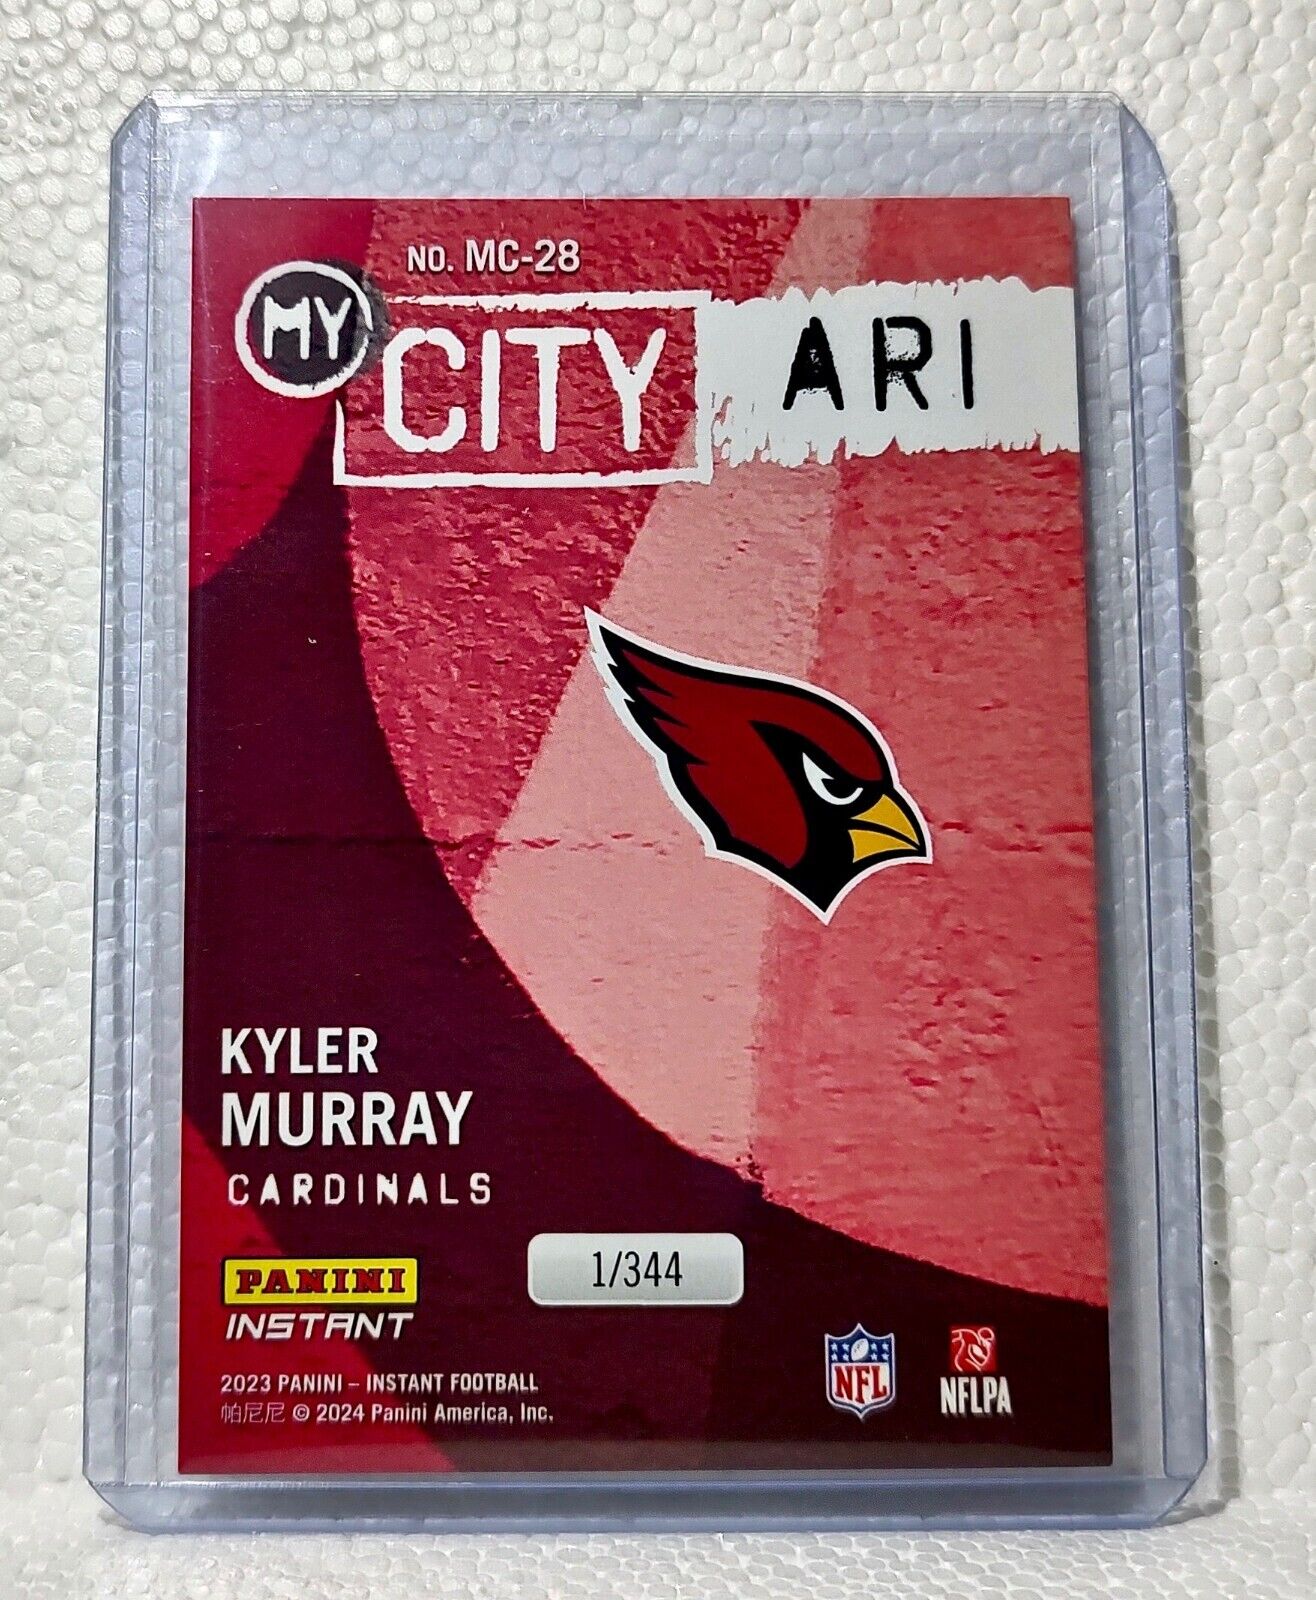 NO. MC-28
MY CITY ARI
KYLER
MURRAY
CARDINALS
1/344
PANINI
INSTANT
NFL
NFLPA
2023 PANINI – INSTANT FOOTBALL
帕尼尼 © 2024 Panini America, Inc.